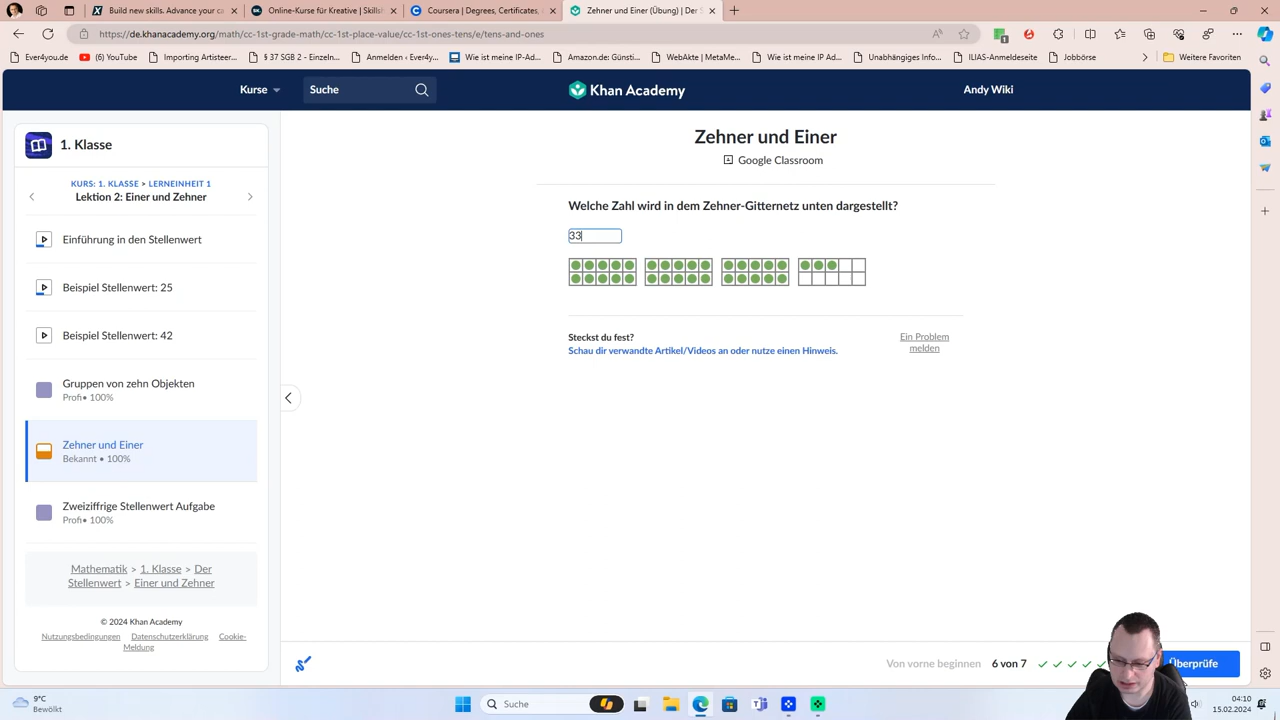 Build new skills. Advance your ca
Online-Kurse für Kreative | Skills
Coursera | Degrees, Certificates,
Zehner und Einer (Übung) | Der S
https://de.khanacademy.org/math/cc-1st-grade-math/cc-1st-place-value/cc-1st-ones-tens/e/tens-and-ones
Ever4you.de
(6) YouTube
Importing Artisteer...
§ 37 SGB 2 - Einzeln...
Anmelden ‹ Ever4yo...
Wie ist meine IP-Ad...
Amazon.de: Günstig...
WebAkte | MetaMe...
Wie ist meine IP-Ad...
(65) Ungelesenes Info...
ILIAS-Gemeinschaft
Jobbörse
Weitere Favoriten
Kurse
Suche
Khan Academy
Andy Wiki
1. Klasse
KURS: 1. KLASSE > LERNEINHEIT 1
Lektion 2: Einer und Zehner
Einführung in den Stellenwert
Beispiel Stellenwert: 25
Beispiel Stellenwert: 42
Gruppen von zehn Objekten
Profi • 100%
Zehner und Einer
Bekannt • 100%
Zweiziffrige Stellenwert Aufgabe
Profi • 100%
Mathematik > 1. Klasse > Der
Stellenwert > Einer und Zehner
© 2024 Khan Academy
Nutzungsbedingungen Datenschutzerklärung Cookie-
Meldung
Zehner und Einer
Google Classroom
Welche Zahl wird in dem Zehner-Gitternetz unten dargestellt?
33
Steckst du fest?
Schau dir verwandte Artikel/Videos an oder nutze einen Hinweis.
Ein Problem
melden
Von vorne beginnen
6 von 7
Überprüfe
9°C
Bewölkt
Suche
04:10
15.02.2024